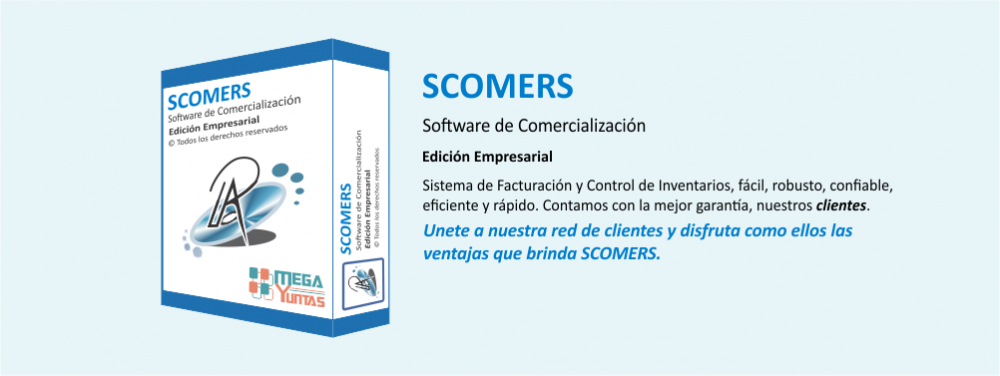 SCOMERS
Software de Comercialización
Edición Empresarial
© Todos los derechos reservados
MEGA
YUNTAS
SCOMERS
Software de Comercialización
Edición Empresarial
© Todos los derechos reservados
SCOMERS
Software de Comercialización
Edición Empresarial
Sistema de Facturación y Control de Inventarios, fácil, robusto, confiable,
eficiente y rápido. Contamos con la mejor garantía, nuestros clientes.
Unete a nuestra red de clientes y disfruta como ellos las
ventajas que brinda SCOMERS.